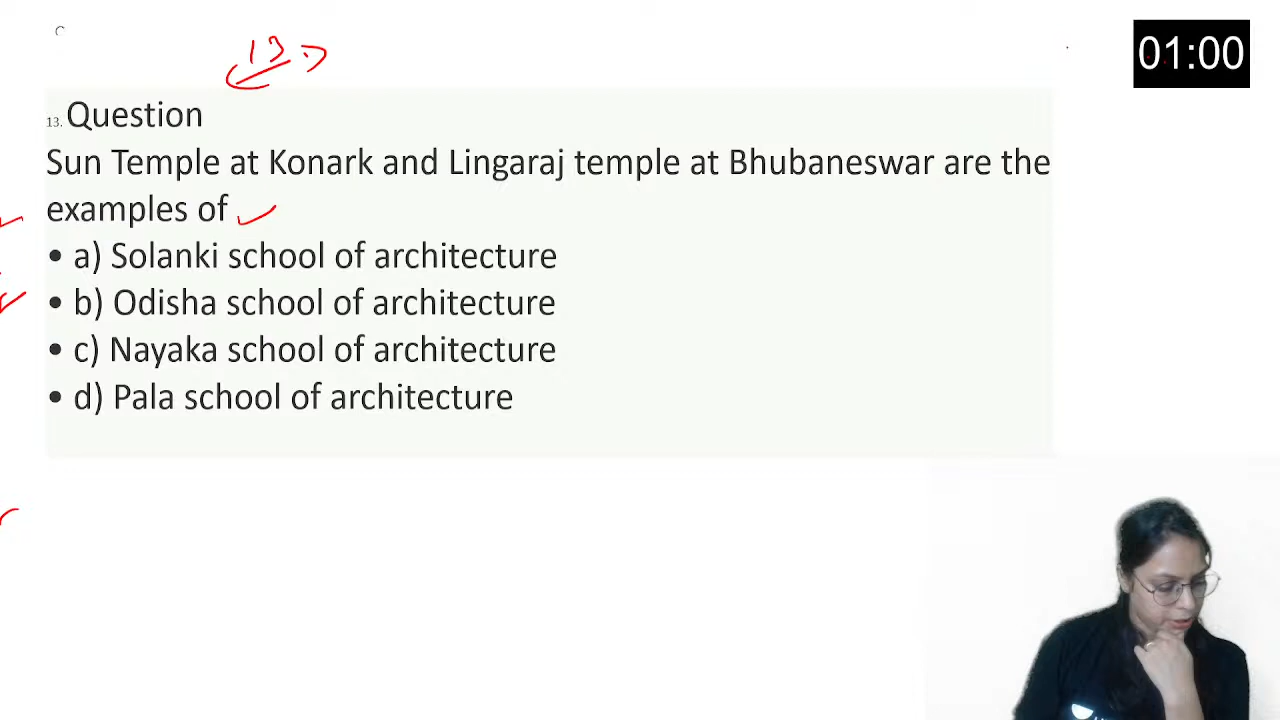 C
13
01:00
13. Question
Sun Temple at Konark and Lingaraj temple at Bhubaneswar are the
examples of
• a) Solanki school of architecture
• b) Odisha school of architecture
• c) Nayaka school of architecture
• d) Pala school of architecture